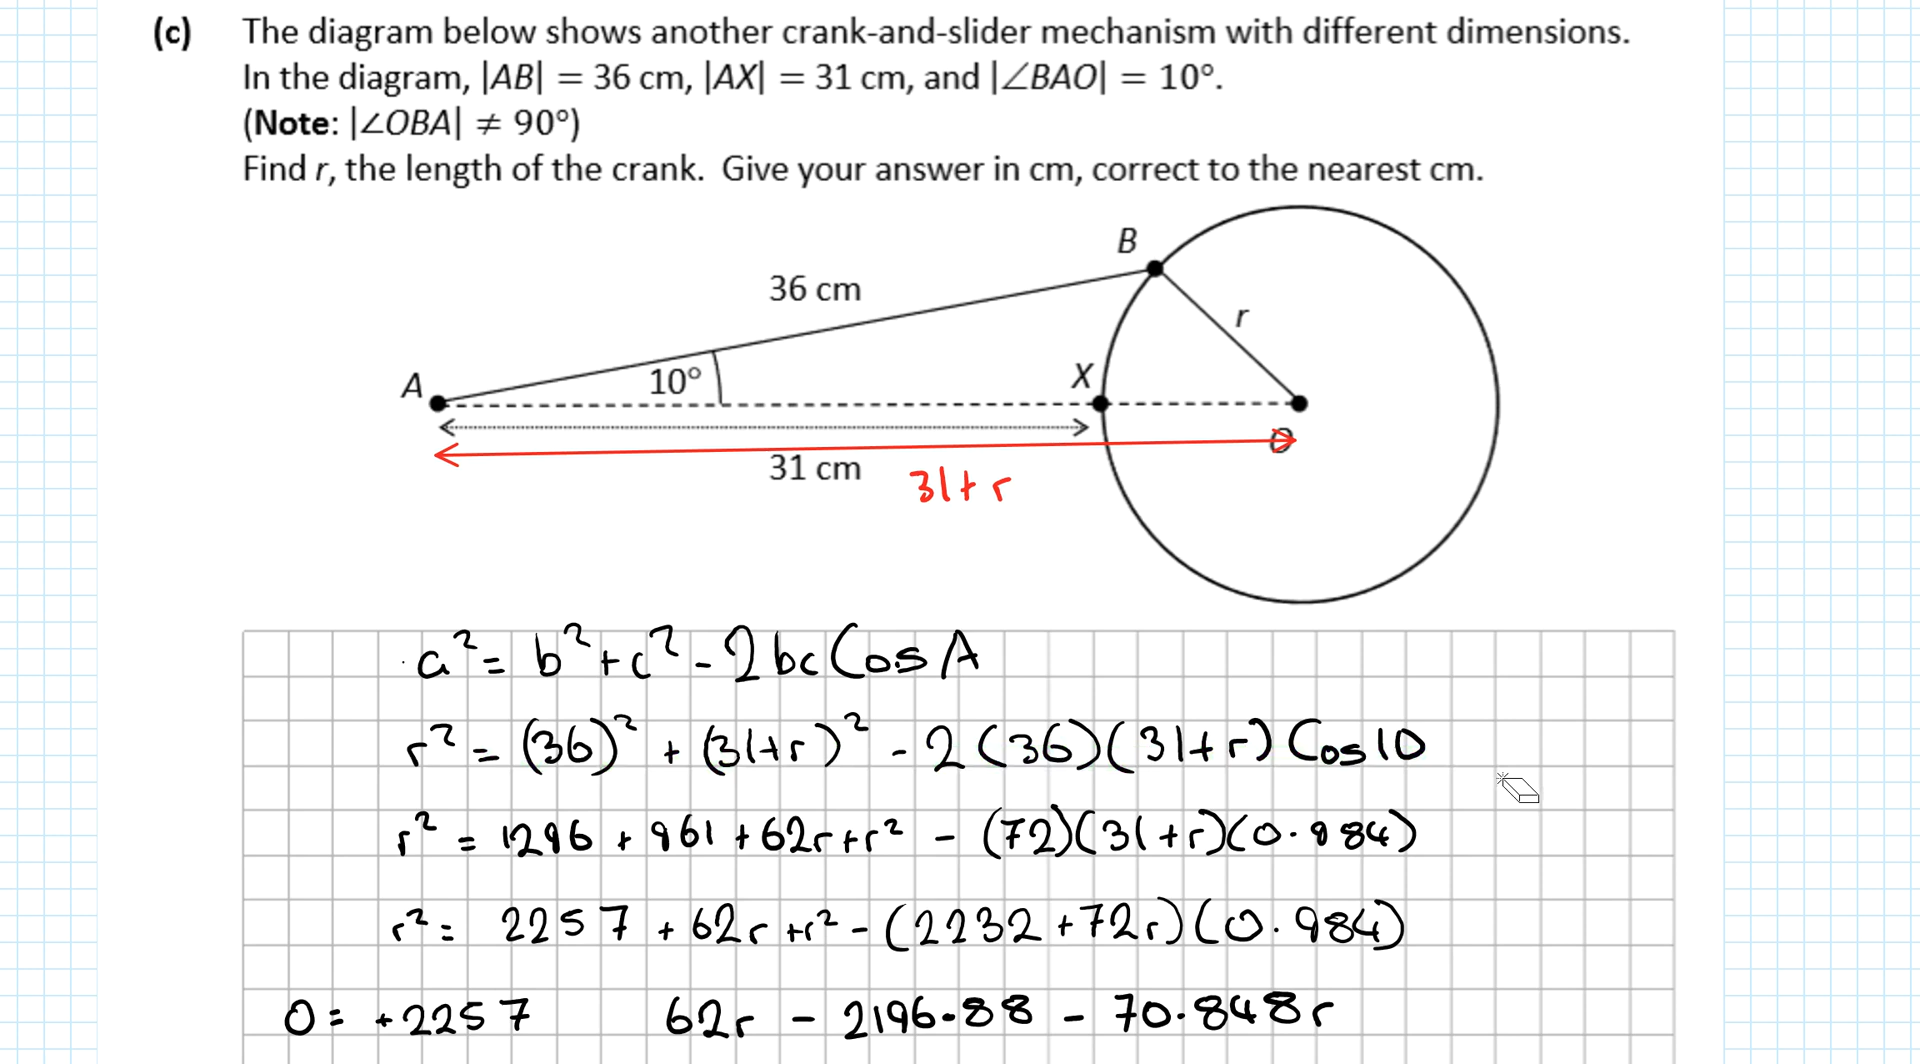 (c) The diagram below shows another crank-and-slider mechanism with different dimensions.
In the diagram, |AB| = 36 cm, |AX| = 31 cm, and |∠BAO| = 10°.
(Note: |∠OBA| ≠ 90°)
Find r, the length of the crank. Give your answer in cm, correct to the nearest cm.
B
36 cm
r
A
10°
X
O
31 cm
31+ r
a² = b² + c² - 2bc Cos A
r² = (36)² + (31+r)² - 2(36)(31+r) Cos10
r² = 1296 + 961 + 62r + r² - (72)(31+r)(0.984)
r² = 2257 + 62r + r² - (2232 + 72r)(0.984)
0 = +2257 62r - 2196.88 - 70.848r